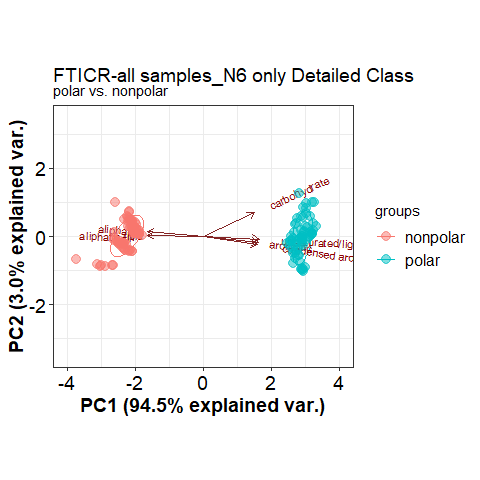 FTICR-all samples_N6 only Detailed Class
polar vs. nonpolar
PC2 (3.0% explained var.)
2
0
-2
carbohydrate
groups
nonpolar
polar
-4
-2
0
2
4
PC1 (94.5% explained var.)